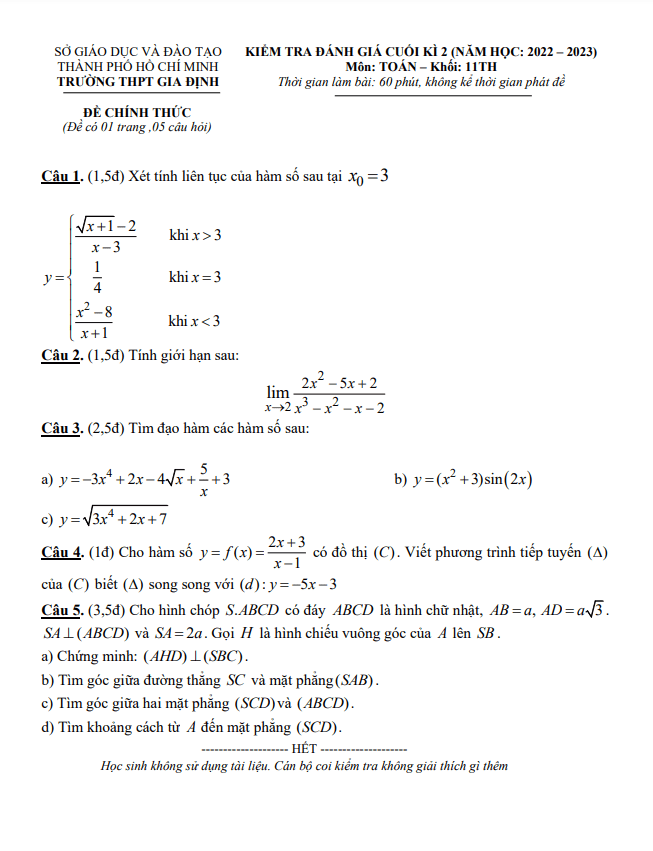 SỞ GIÁO DỤC VÀ ĐÀO TẠO
THÀNH PHỐ HỒ CHÍ MINH
TRƯỜNG THPT GIA ĐỊNH
ĐỀ CHÍNH THỨC
(Đề có 01 trang ,05 câu hỏi)
KIỂM TRA ĐÁNH GIÁ CUỐI KÌ 2 (NĂM HỌC: 2022 – 2023)
Môn: TOÁN – Khối: 11TH
Thời gian làm bài: 60 phút, không kể thời gian phát đề
Câu 1. (1,5đ) Xét tính liên tục của hàm số sau tại $x_0 = 3$
$y = \begin{cases} \dfrac{\sqrt{x+1}-2}{x-3} & \text{khi } x > 3 \\ \dfrac{1}{4} & \text{khi } x = 3 \\ \dfrac{x^2-8}{x+1} & \text{khi } x < 3 \end{cases}$
Câu 2. (1,5đ) Tính giới hạn sau:
$\lim\limits_{x \to 2} \dfrac{2x^2-5x+2}{x^3-x^2-x-2}$
Câu 3. (2,5đ) Tìm đạo hàm các hàm số sau:
a) $y = -3x^4 + 2x - 4\sqrt{x} + \dfrac{5}{x} + 3$ b) $y = (x^2+3)\sin(2x)$
c) $y = \sqrt{3x^4+2x+7}$
Câu 4. (1đ) Cho hàm số $y = f(x) = \dfrac{2x+3}{x-1}$ có đồ thị (C). Viết phương trình tiếp tuyến (Δ)
của (C) biết (Δ) song song với $(d): y = -5x - 3$
Câu 5. (3,5đ) Cho hình chóp S.ABCD có đáy ABCD là hình chữ nhật, $AB = a$, $AD = a\sqrt{3}$.
$SA \perp (ABCD)$ và $SA = 2a$. Gọi H là hình chiếu vuông góc của A lên SB.
a) Chứng minh: $(AHD) \perp (SBC)$.
b) Tìm góc giữa đường thẳng SC và mặt phẳng (SAB).
c) Tìm góc giữa hai mặt phẳng (SCD) và (ABCD).
d) Tìm khoảng cách từ A đến mặt phẳng (SCD).
-------------------- HẾT --------------------
Học sinh không sử dụng tài liệu. Cán bộ coi kiểm tra không giải thích gì thêm